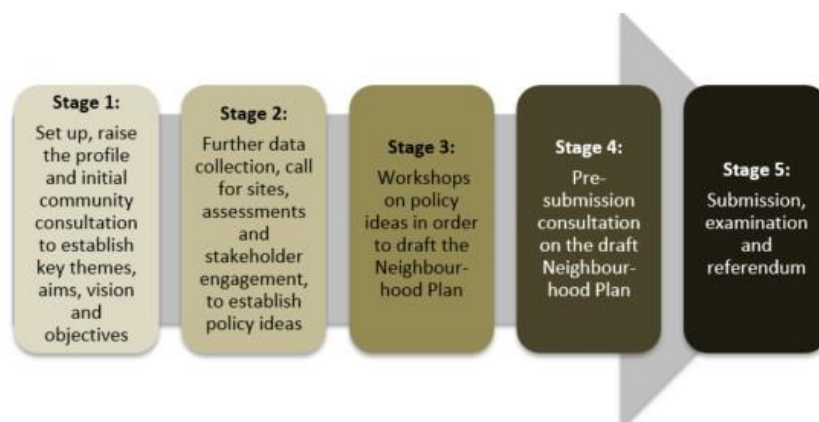 Stage 1:
Set up, raise
the profile
and initial
community
consultation
to establish
key themes,
aims, vision
and
objectives
Stage 2:
Further data
collection, call
for sites,
assessments
and
stakeholder
engagement,
to establish
policy ideas
Stage 3:
Workshops
on policy
ideas in order
to draft the
Neighbour-
hood Plan
Stage 4:
Pre-
submission
consultation
on the draft
Neighbour-
hood Plan
Stage 5:
Submission,
examination
and
referendum